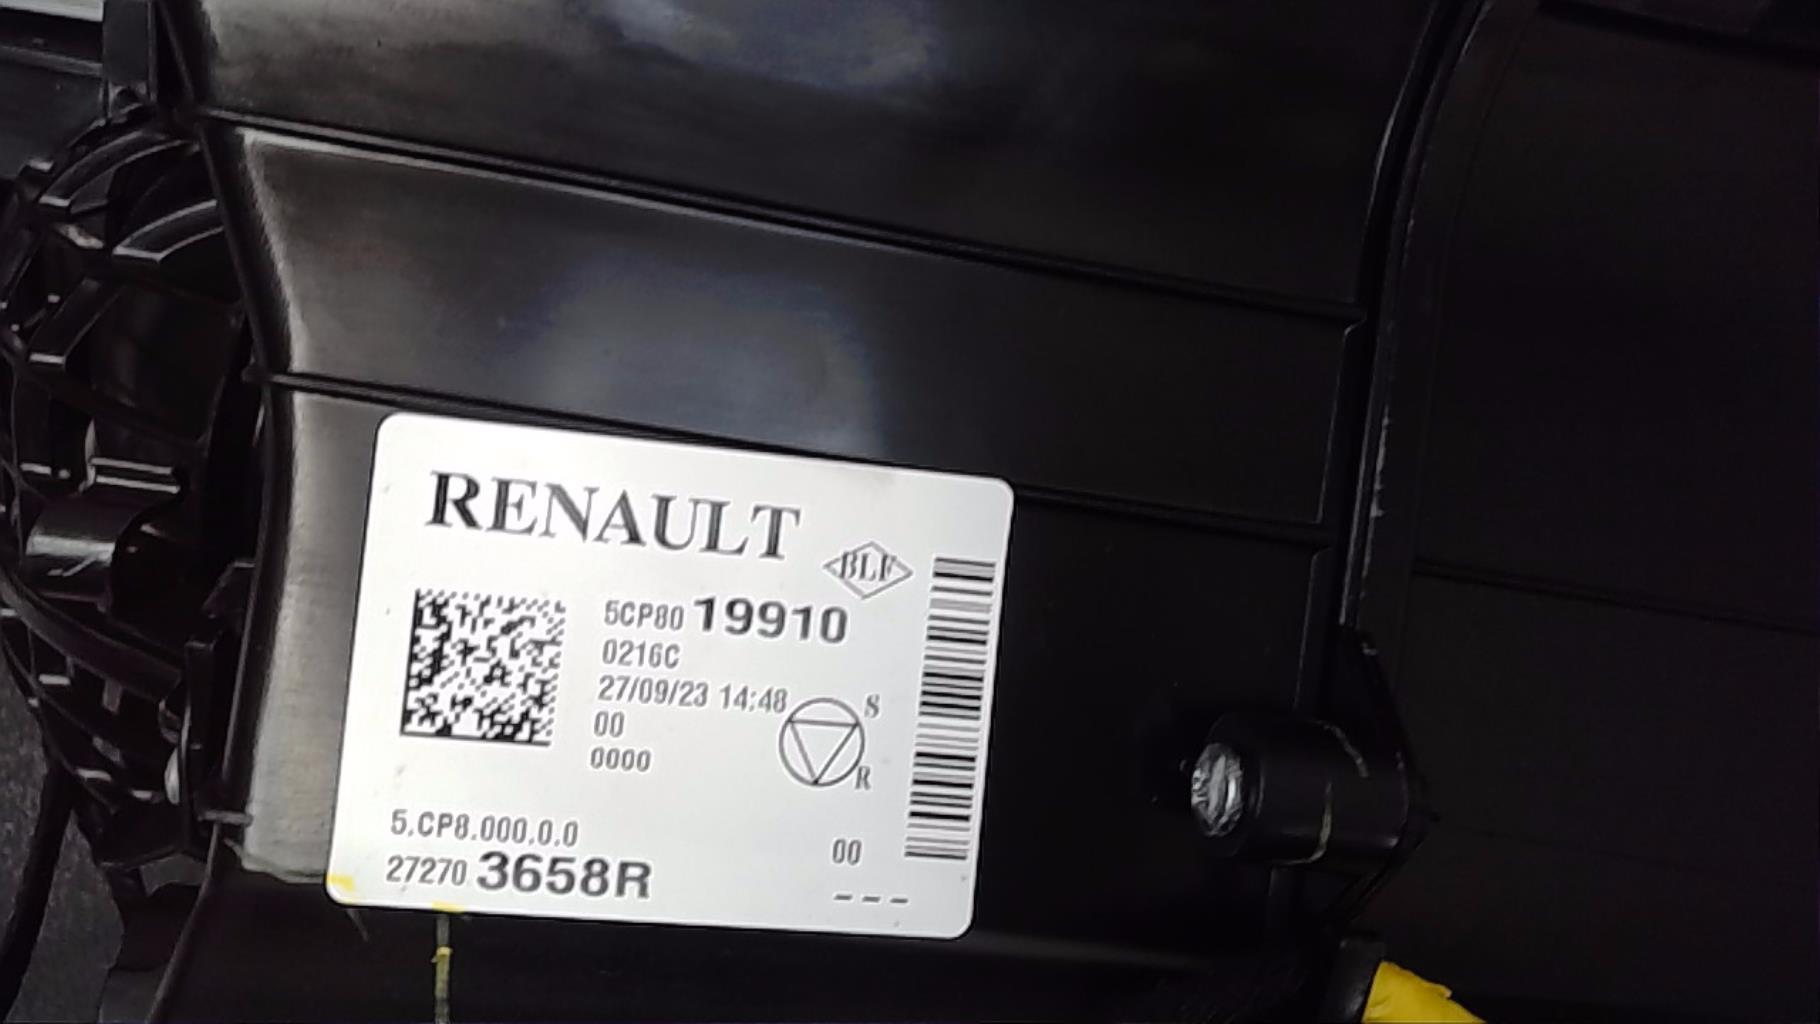 RENAULT
BLF
5CP80 19910
0216C
27/09/23 14:48
00
0000
S
R
5.CP8.000.0.0
00
27270 3658R
---